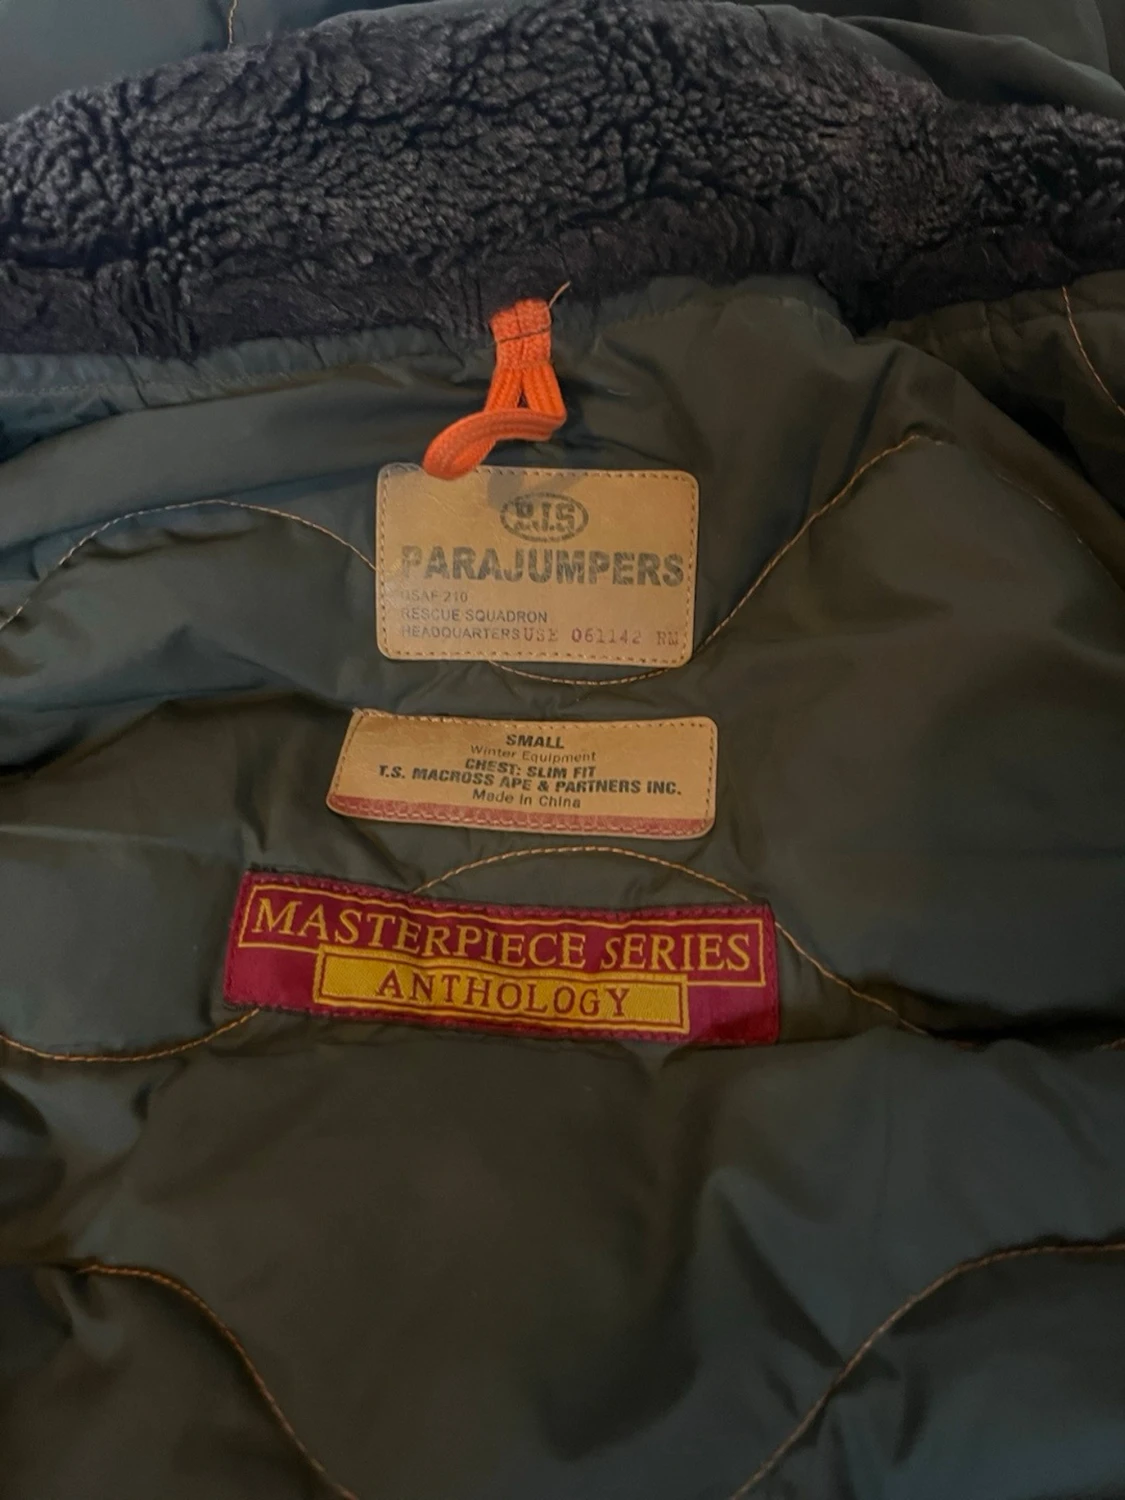 P.J.S
PARAJUMPERS
USAF 210
RESCUE SQUADRON
HEADQUARTERS USE 061142 RN
SMALL
Winter Equipment
CHEST: SLIM FIT
T.S. MACROSS APE & PARTNERS INC.
Made In China
MASTERPIECE SERIES
ANTHOLOGY